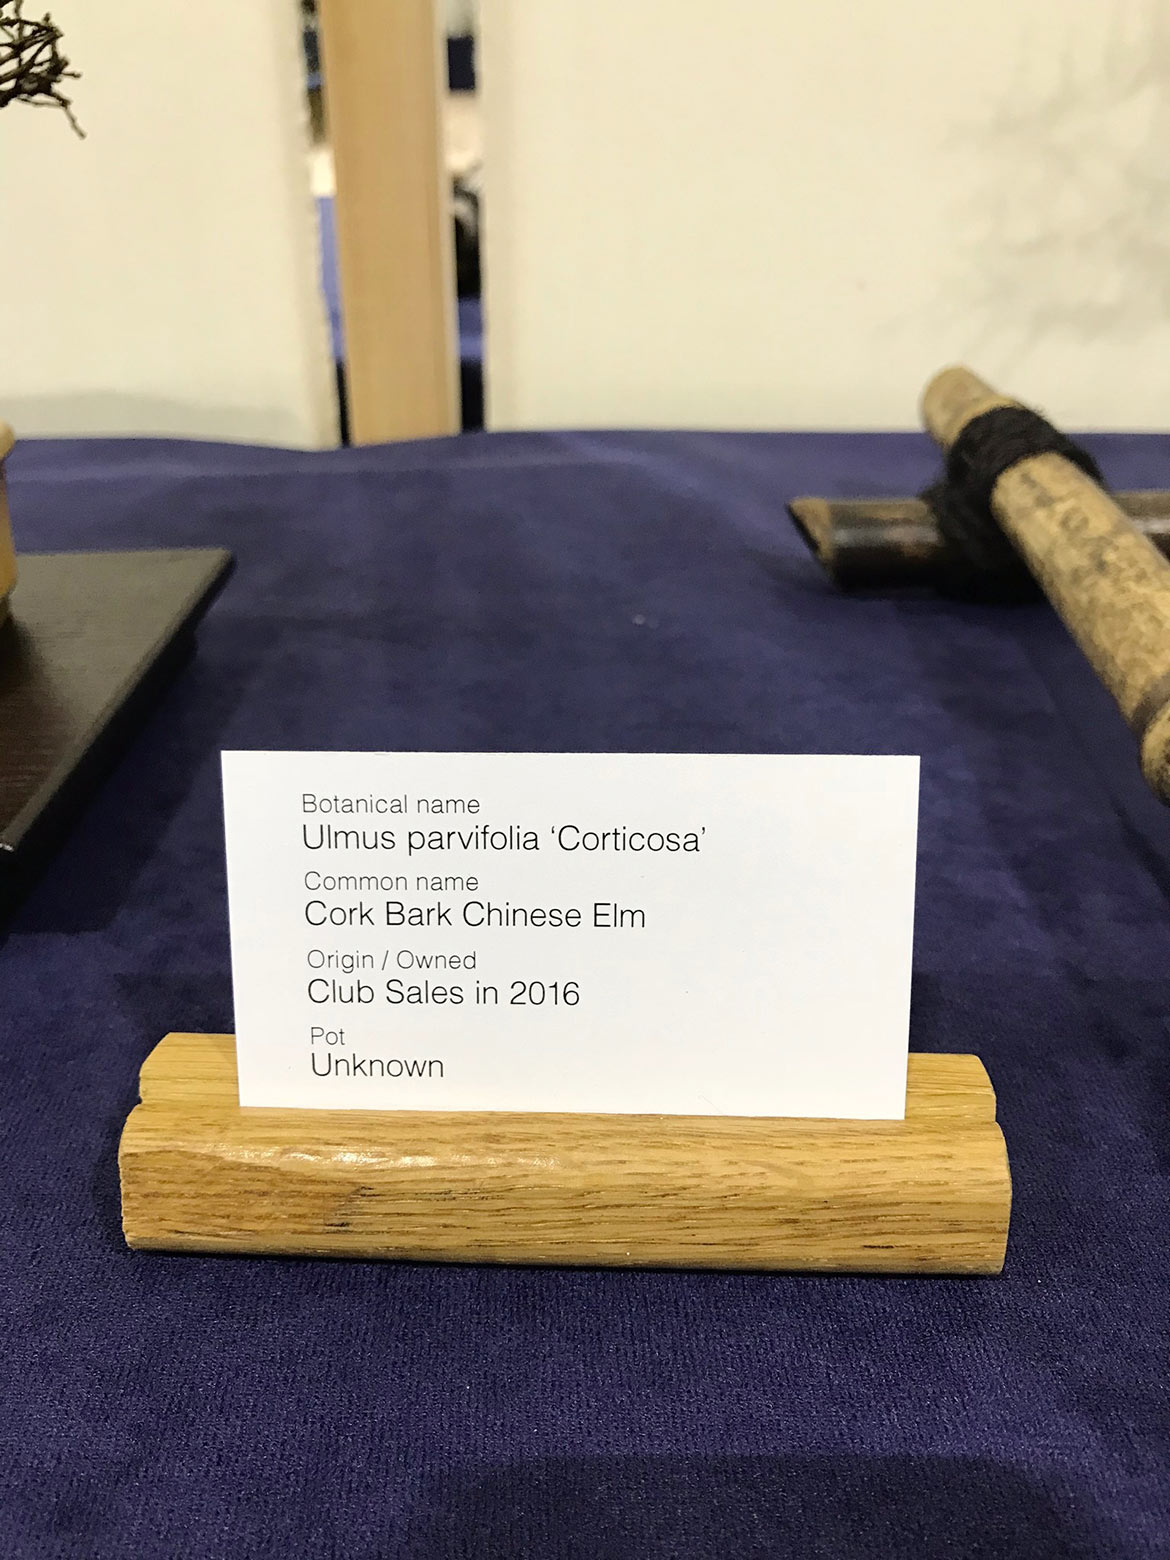 Botanical name
Ulmus parvifolia ‘Corticosa’
Common name
Cork Bark Chinese Elm
Origin / Owned
Club Sales in 2016
Pot
Unknown